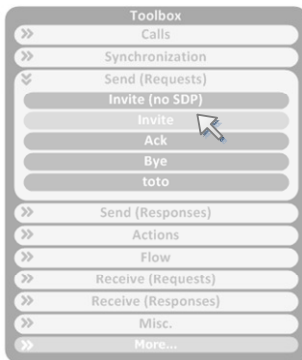 Toolbox
Calls
Synchronization
Send (Requests)
Invite (no SDP)
Invite
Ack
Bye
toto
Send (Responses)
Actions
Flow
Receive (Requests)
Receive (Responses)
Misc.
More...